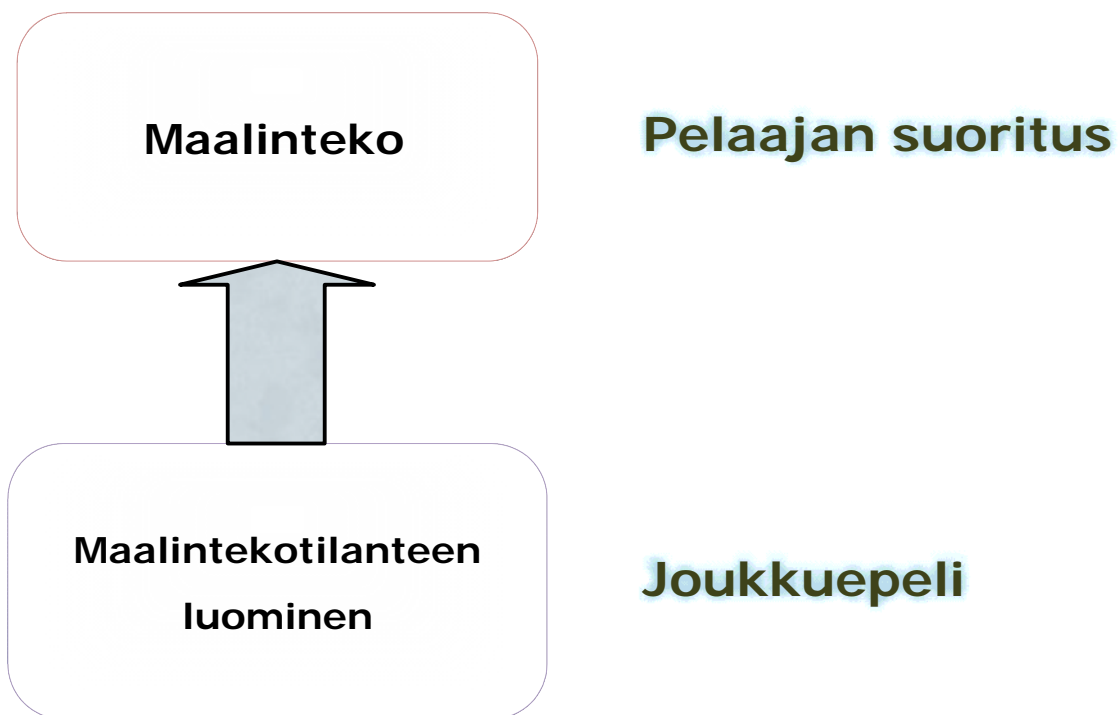 Maalinteko
Pelaajan suoritus
Maalintekotilanteen
luominen
Joukkuepeli